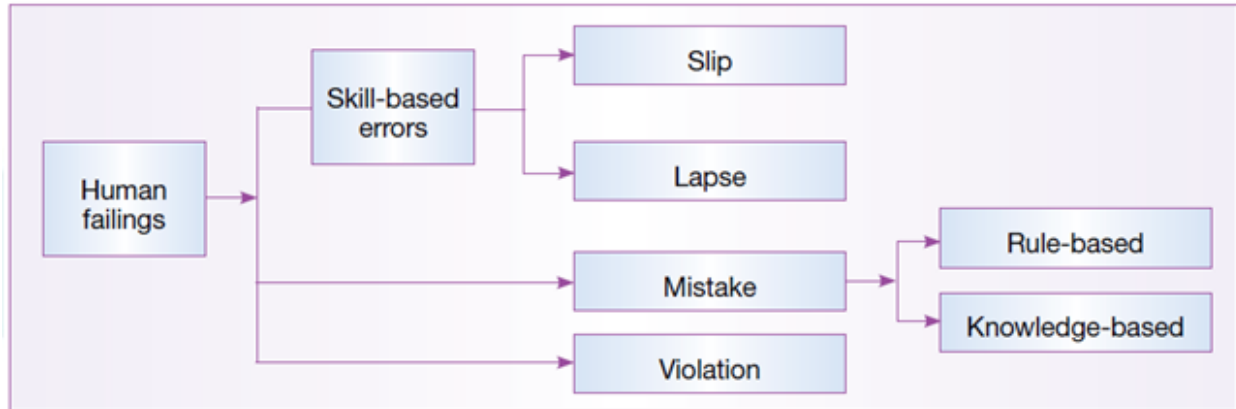 Human
failings
Skill-based
errors
Slip
Lapse
Mistake
Violation
Rule-based
Knowledge-based